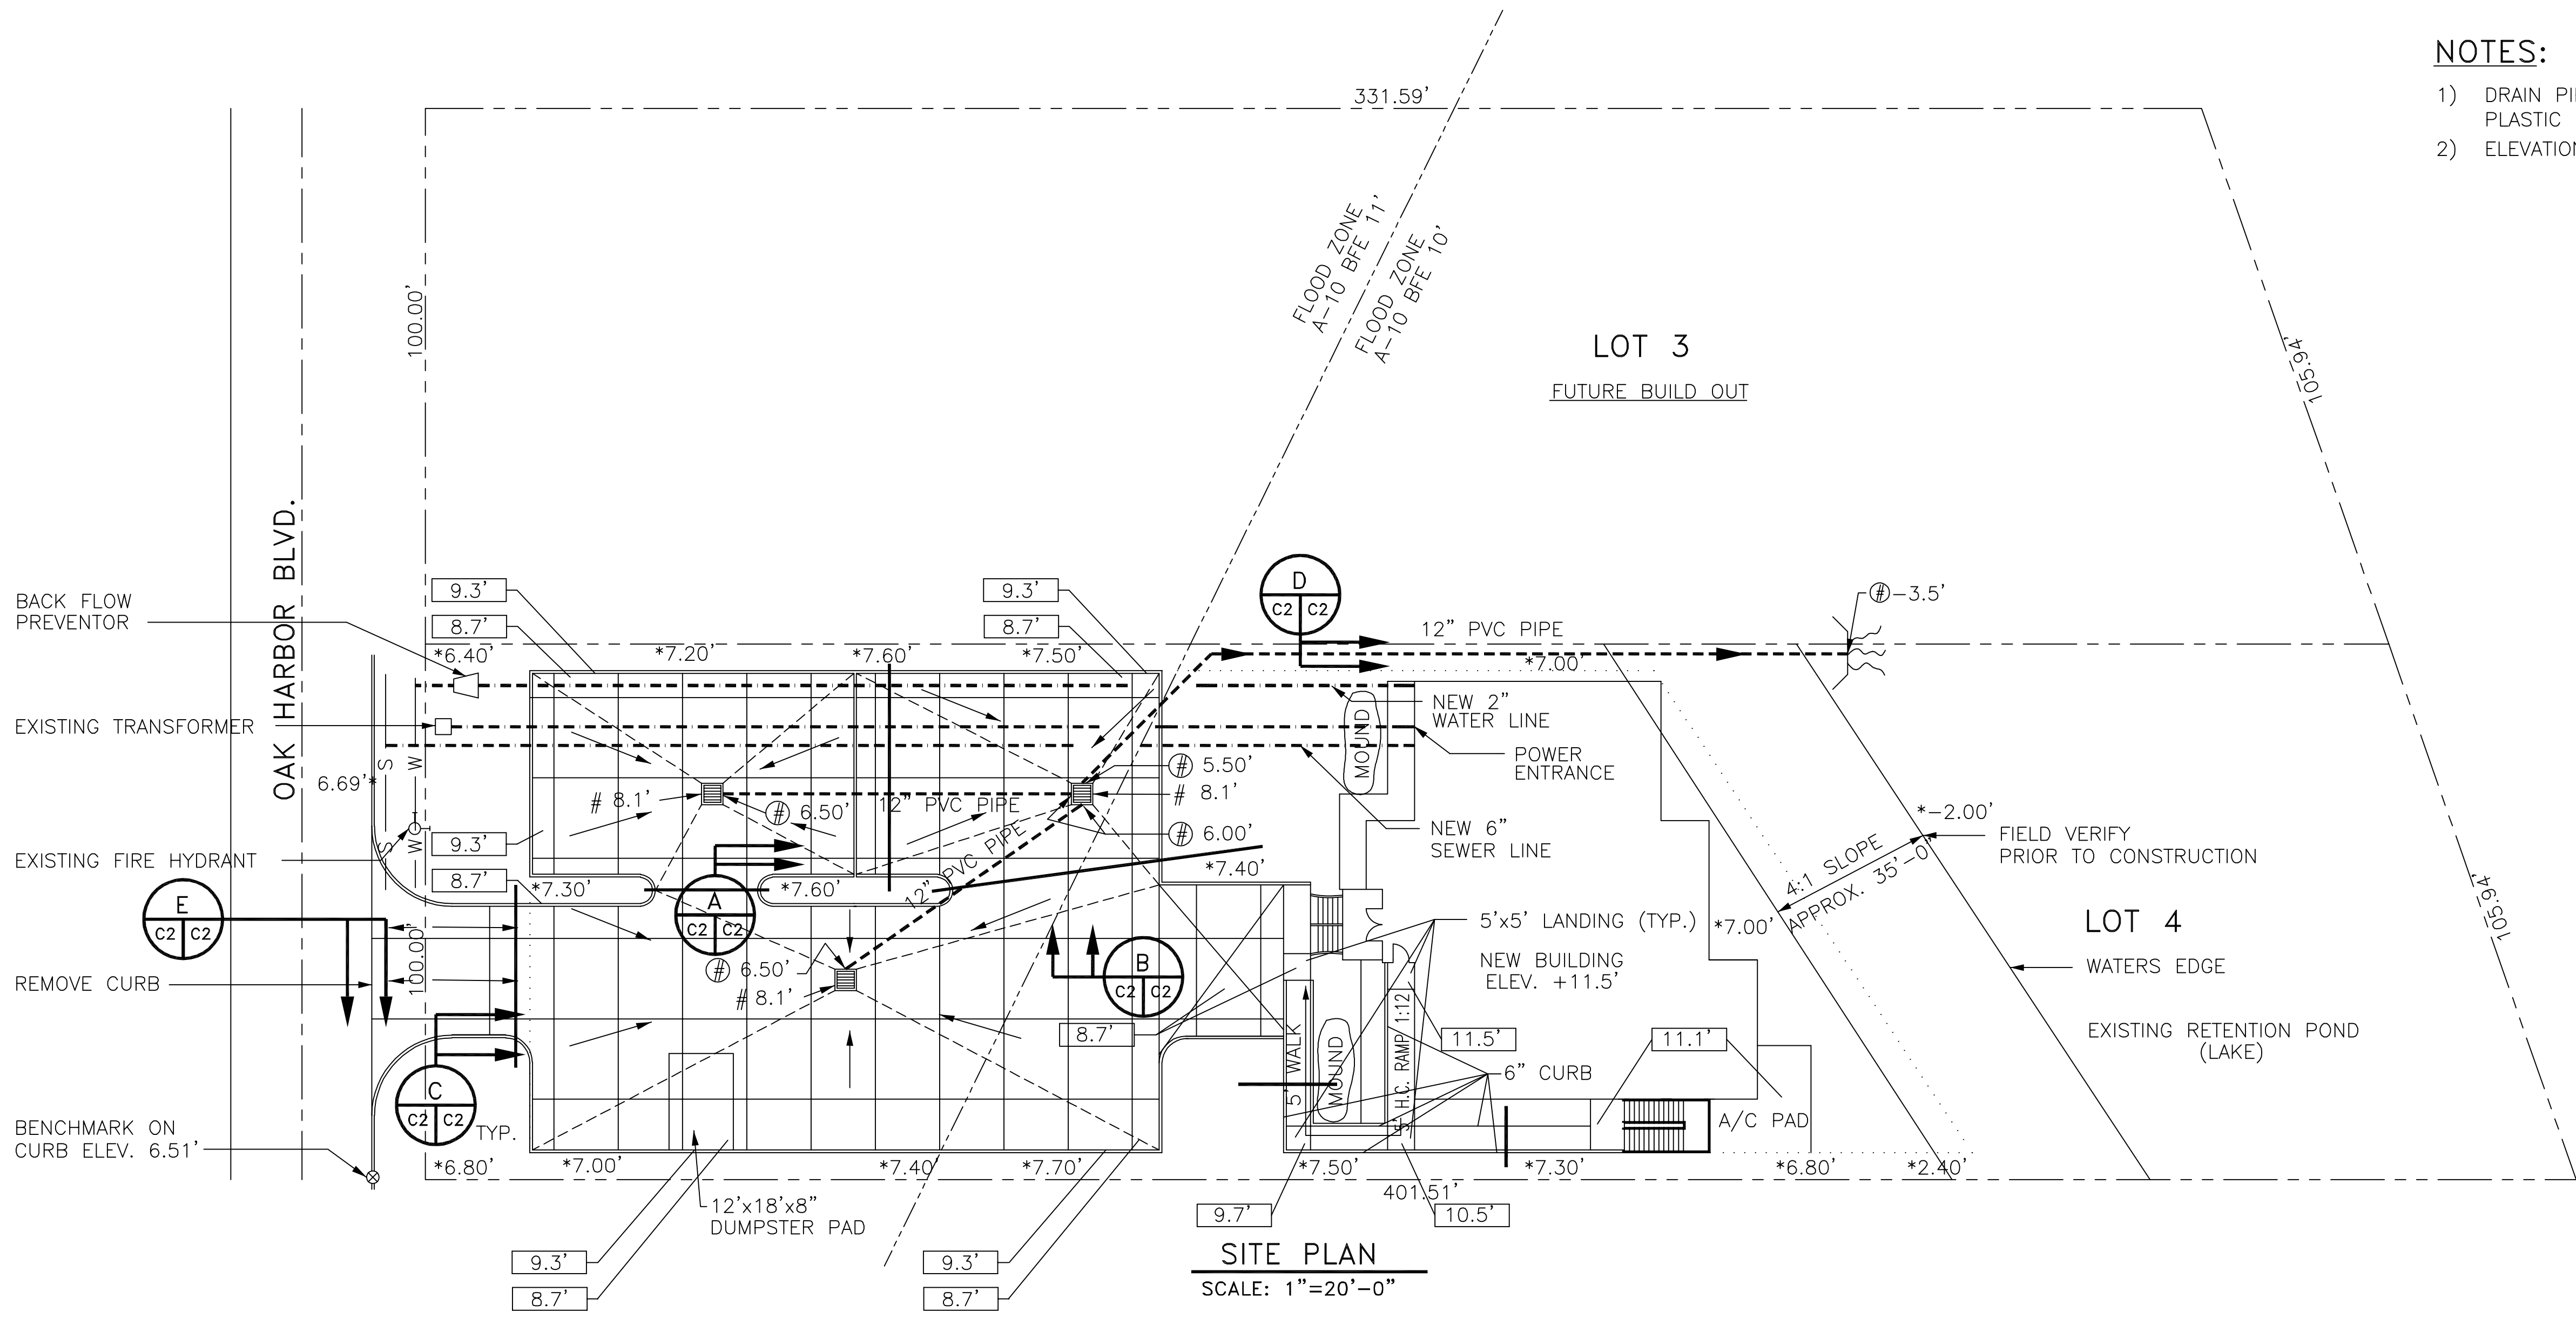 NOTES:
1) DRAIN PI
PLASTIC
2) ELEVATION
331.59'
100.00'
FLOOD ZONE
A-10 BFE 11'
FLOOD ZONE
A-10 BFE 10'
LOT 3
FUTURE BUILD OUT
105.94'
OAK HARBOR BLVD.
BACK FLOW
PREVENTOR
EXISTING TRANSFORMER
EXISTING FIRE HYDRANT
REMOVE CURB
BENCHMARK ON
CURB ELEV. 6.51'
9.3'
8.7'
9.3'
8.7'
*6.40'
*7.20'
*7.60'
*7.50'
D
C2 C2
12" PVC PIPE
# -3.5'
*7.00'
NEW 2"
WATER LINE
POWER
ENTRANCE
NEW 6"
SEWER LINE
MOUND
S
W
6.69'*
S
W
# 8.1'
# 6.50'
12" PVC PIPE
# 5.50'
# 8.1'
# 6.00'
*7.40'
9.3'
8.7'
*7.30'
*7.60'
12" PVC PIPE
A
C2 C2
E
C2 C2
100.00'
# 6.50'
# 8.1'
B
C2 C2
8.7'
C
C2 C2
TYP.
5' WALK
MOUND
5' H.C. RAMP 1:12
5'x5' LANDING (TYP.)
NEW BUILDING
ELEV. +11.5'
*7.00'
11.5'
11.1'
6" CURB
A/C PAD
4:1 SLOPE
APPROX. 35'-0"
*-2.00'
FIELD VERIFY
PRIOR TO CONSTRUCTION
LOT 4
WATERS EDGE
EXISTING RETENTION POND
(LAKE)
105.94'
*6.80'
*7.00'
*7.40'
*7.70'
*7.50'
*7.30'
*6.80'
*2.40'
401.51'
12'x18'x8"
DUMPSTER PAD
9.7'
10.5'
9.3'
8.7'
9.3'
8.7'
SITE PLAN
SCALE: 1"=20'-0"